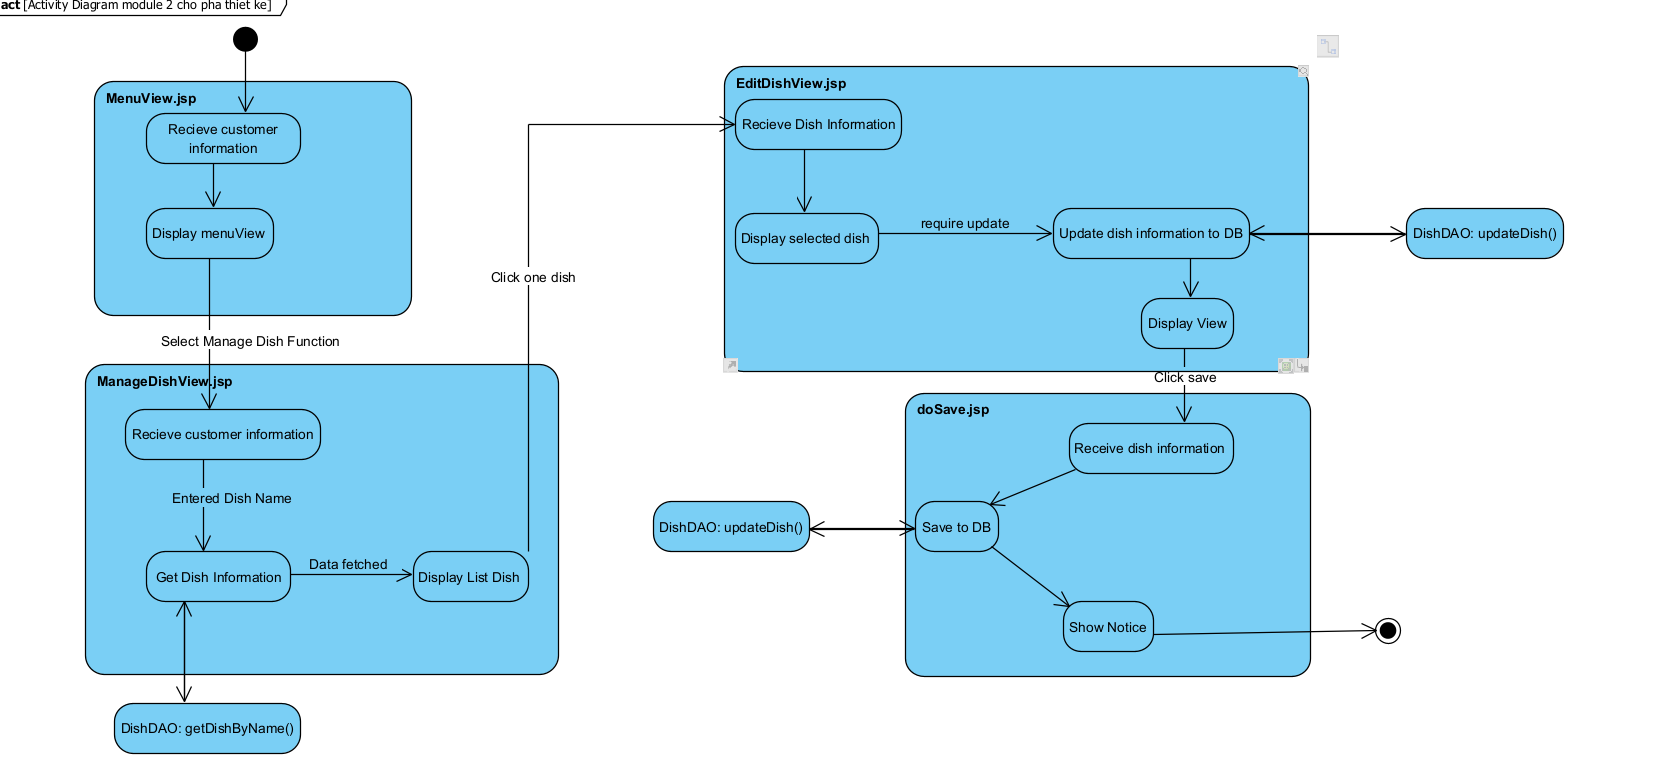 act [Activity Diagram module 2 cho pha thiet ke]
MenuView.jsp
Recieve customer
information
Display menuView
Select Manage Dish Function
ManageDishView.jsp
Recieve customer information
Entered Dish Name
Get Dish Information
Data fetched
Display List Dish
DishDAO: getDishByName()
Click one dish
EditDishView.jsp
Recieve Dish Information
Display selected dish
require update
Update dish information to DB
DishDAO: updateDish()
Display View
Click save
doSave.jsp
Receive dish information
Save to DB
DishDAO: updateDish()
Show Notice